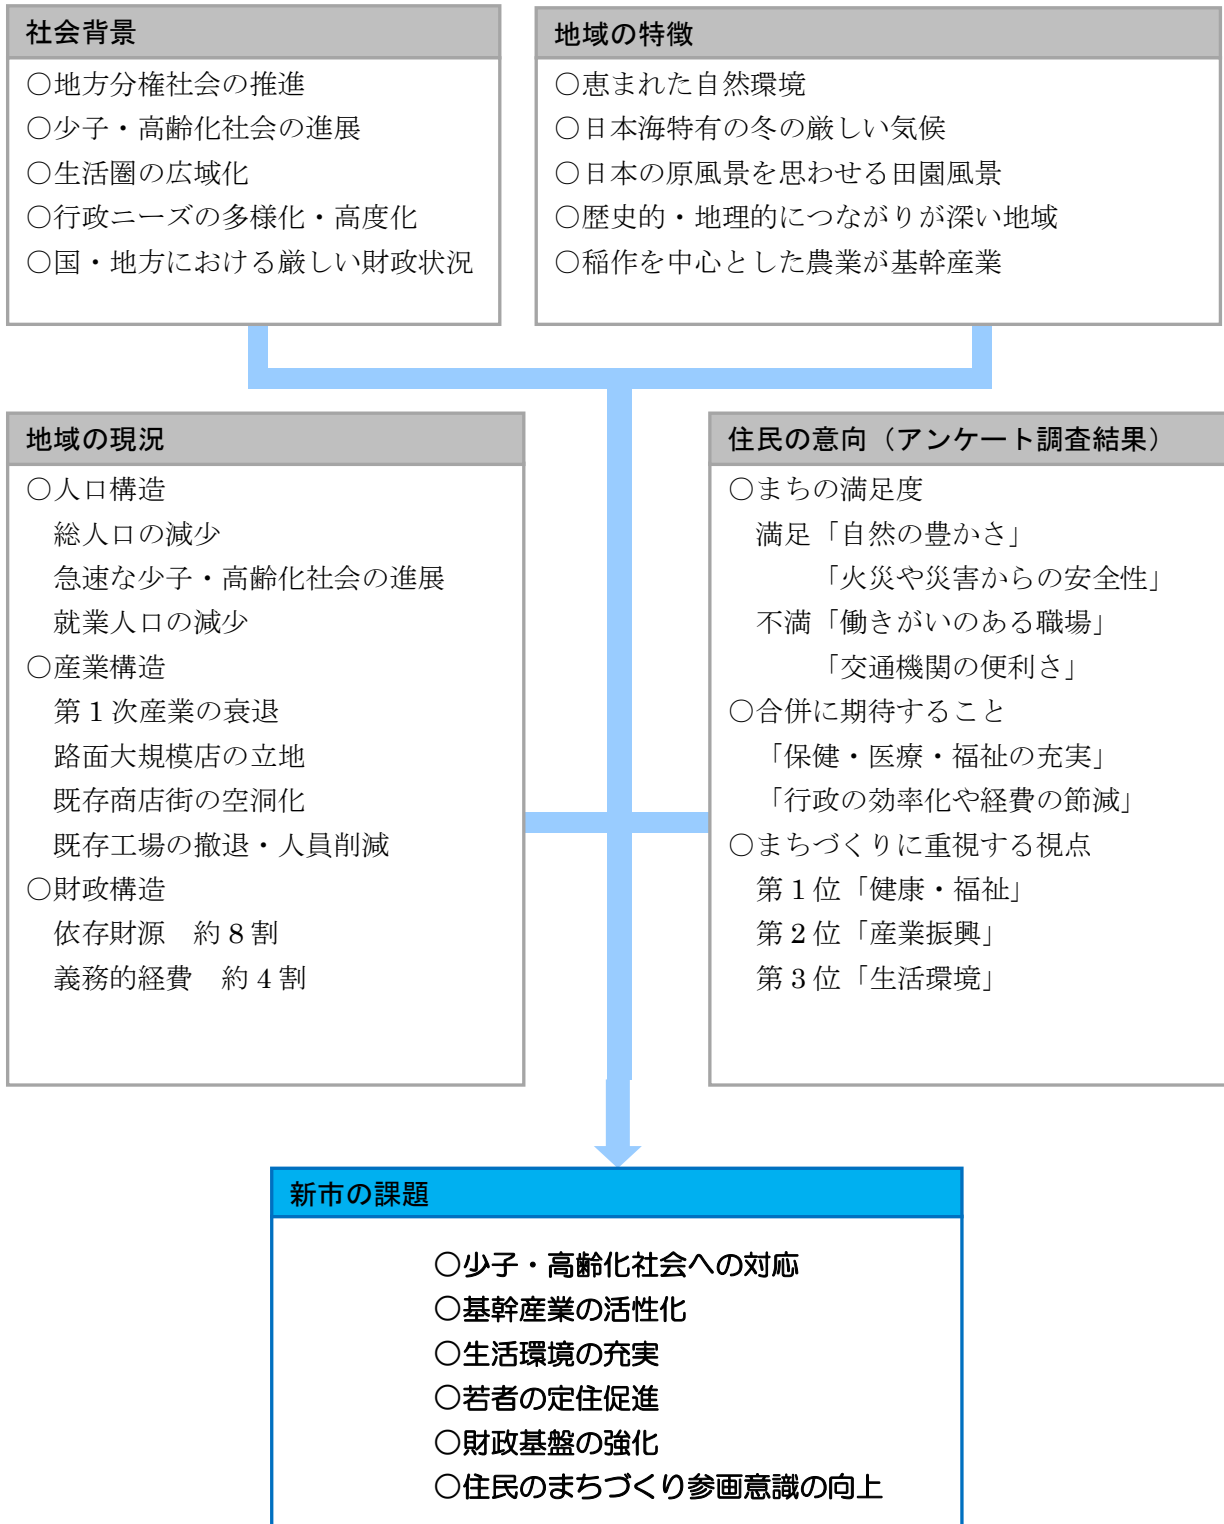 社会背景
○地方分権社会の推進
○少子・高齢化社会の進展
○生活圏の広域化
○行政ニーズの多様化・高度化
○国・地方における厳しい財政状況
地域の特徴
○恵まれた自然環境
○日本海特有の冬の厳しい気候
○日本の原風景を思わせる田園風景
○歴史的・地理的につながりが深い地域
○稲作を中心とした農業が基幹産業
地域の現況
○人口構造
総人口の減少
急速な少子・高齢化社会の進展
就業人口の減少
○産業構造
第1次産業の衰退
路面大規模店の立地
既存商店街の空洞化
既存工場の撤退・人員削減
○財政構造
依存財源　約8割
義務的経費　約4割
住民の意向（アンケート調査結果）
○まちの満足度
満足「自然の豊かさ」
「火災や災害からの安全性」
不満「働きがいのある職場」
「交通機関の便利さ」
○合併に期待すること
「保健・医療・福祉の充実」
「行政の効率化や経費の節減」
○まちづくりに重視する視点
第1位「健康・福祉」
第2位「産業振興」
第3位「生活環境」
新市の課題
○少子・高齢化社会への対応
○基幹産業の活性化
○生活環境の充実
○若者の定住促進
○財政基盤の強化
○住民のまちづくり参画意識の向上